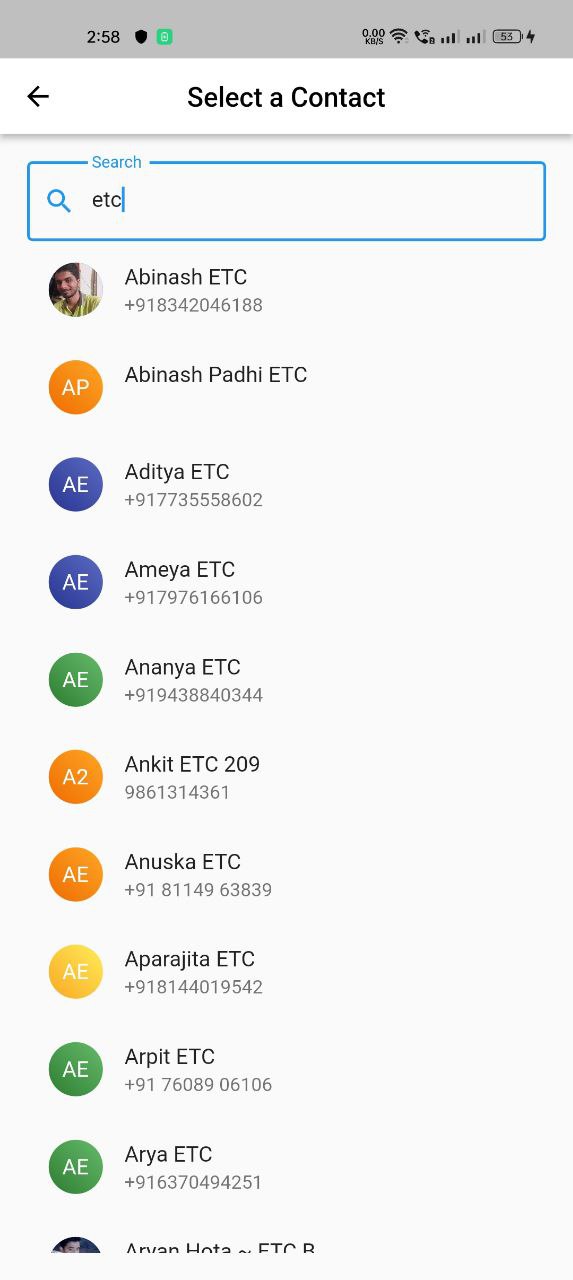 2:58
0.00
KB/S
53
Select a Contact
Search
etc
Abinash ETC
+918342046188
AP
Abinash Padhi ETC
AE
Aditya ETC
+917735558602
AE
Ameya ETC
+917976166106
AE
Ananya ETC
+919438840344
A2
Ankit ETC 209
9861314361
AE
Anuska ETC
+91 81149 63839
AE
Aparajita ETC
+918144019542
AE
Arpit ETC
+91 76089 06106
AE
Arya ETC
+916370494251
Aryan Hota ~ ETC B